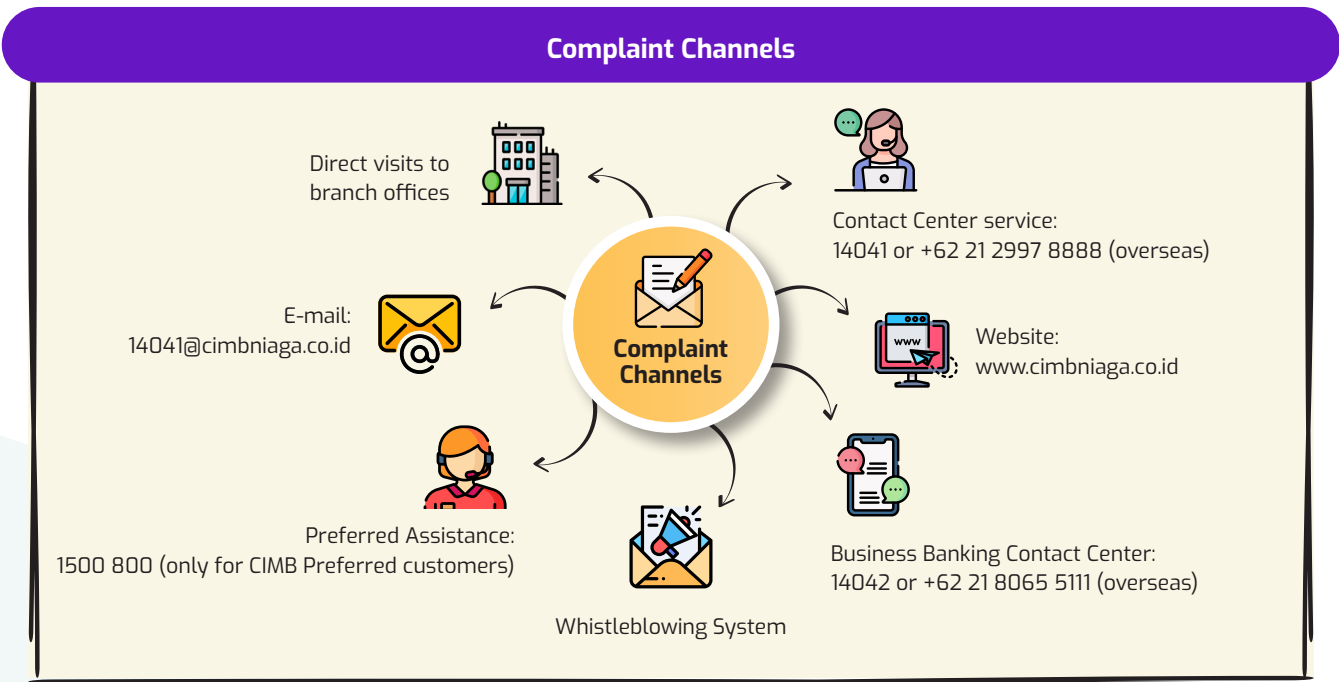 Complaint Channels
Direct visits to
branch offices
Contact Center service:
14041 or +62 21 2997 8888 (overseas)
E-mail:
14041@cimbniaga.co.id
Complaint
Channels
www
Website:
www.cimbniaga.co.id
Preferred Assistance:
1500 800 (only for CIMB Preferred customers)
Business Banking Contact Center:
14042 or +62 21 8065 5111 (overseas)
Whistleblowing System